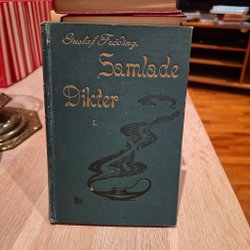 Gustaf Fröding.
Samlade
Dikter
I.